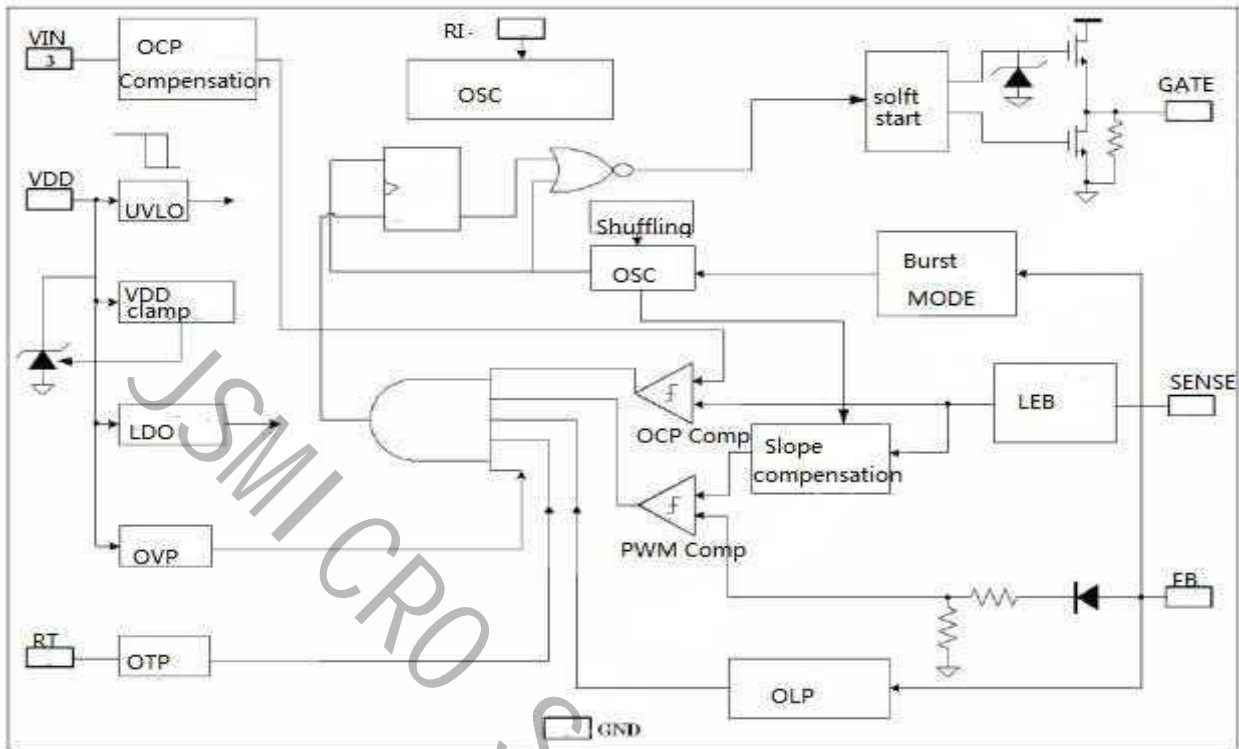 VIN
3
OCP
Compensation
RI-
OSC
solft
start
GATE
VDD
UVLO
Shuffling
OSC
Burst
MODE
VDD
clamp
SENSE
LEB
LDO
OCP Comp
Slope
compensation
PWM Comp
OVP
FB
RT
OTP
OLP
GND
JSMICRO